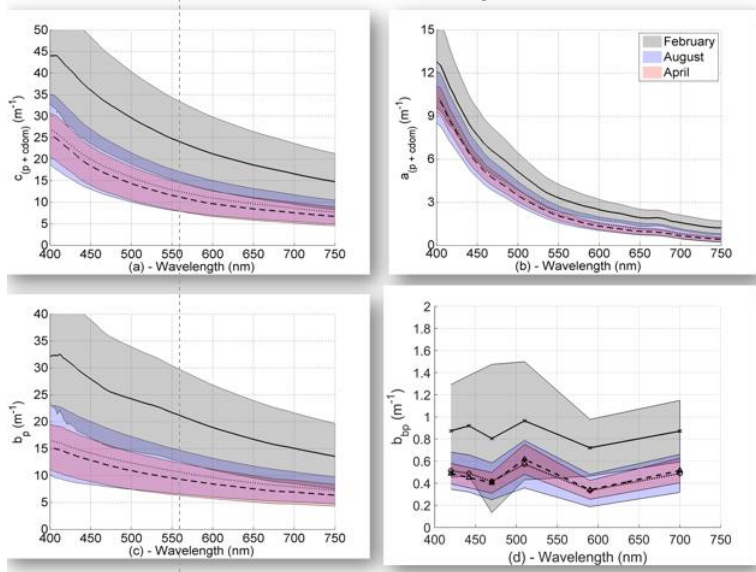 50
45
40
35
30
25
20
15
10
5
0
c(p + cdom) (m⁻¹)
400 450 500 550 600 650 700 750
(a) - Wavelength (nm)
15
12
9
6
3
0
a(p + cdom) (m⁻¹)
February
August
April
400 450 500 550 600 650 700 750
(b) - Wavelength (nm)
40
35
30
25
20
15
10
5
0
bp (m⁻¹)
400 450 500 550 600 650 700 750
(c) - Wavelength (nm)
2
1.8
1.6
1.4
1.2
1
0.8
0.6
0.4
0.2
0
bbp (m⁻¹)
400 450 500 550 600 650 700 750
(d) - Wavelength (nm)